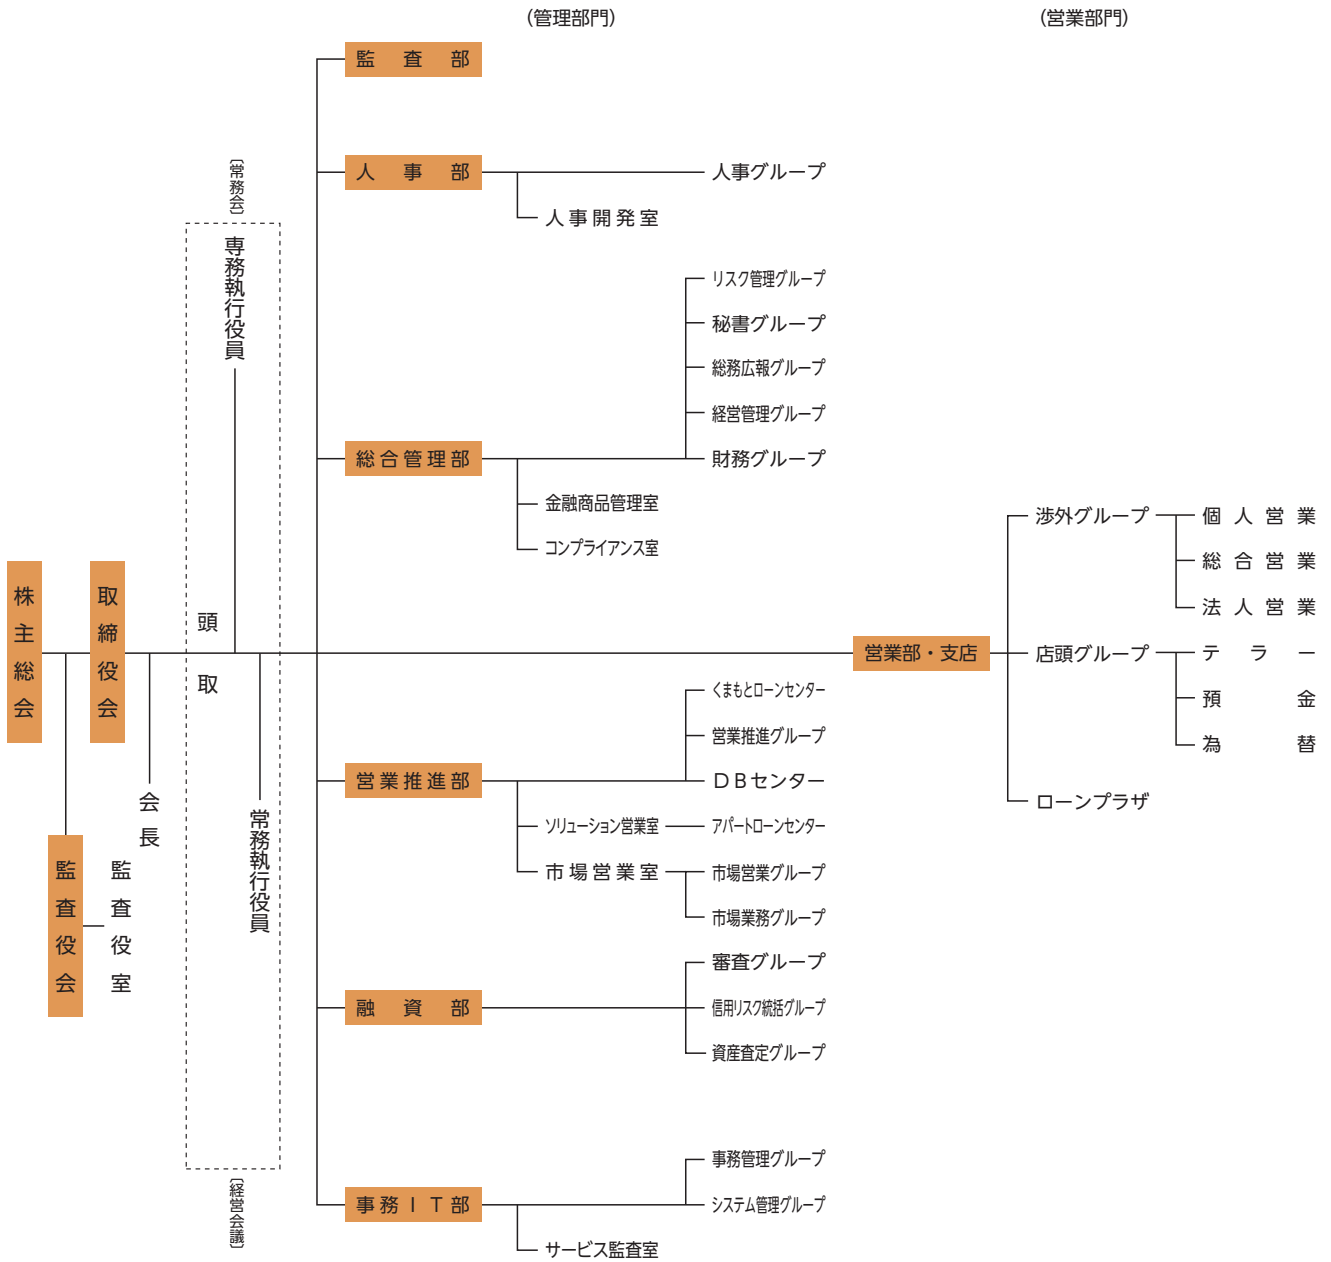 （管理部門）
（営業部門）
株主総会
取締役会
監査役会
監査役室
会長
頭取
〔常務会〕
専務執行役員
常務執行役員
〔経営会議〕
監査部
人事部
人事グループ
人事開発室
リスク管理グループ
秘書グループ
総務広報グループ
経営管理グループ
総合管理部
財務グループ
金融商品管理室
コンプライアンス室
くまもとローンセンター
営業推進グループ
営業推進部
ＤＢセンター
ソリューション営業室
アパートローンセンター
市場営業室
市場営業グループ
市場業務グループ
審査グループ
融資部
信用リスク統括グループ
資産査定グループ
事務管理グループ
事務ＩＴ部
システム管理グループ
サービス監査室
営業部・支店
渉外グループ
個人営業
総合営業
法人営業
店頭グループ
テラー
預金
為替
ローンプラザ